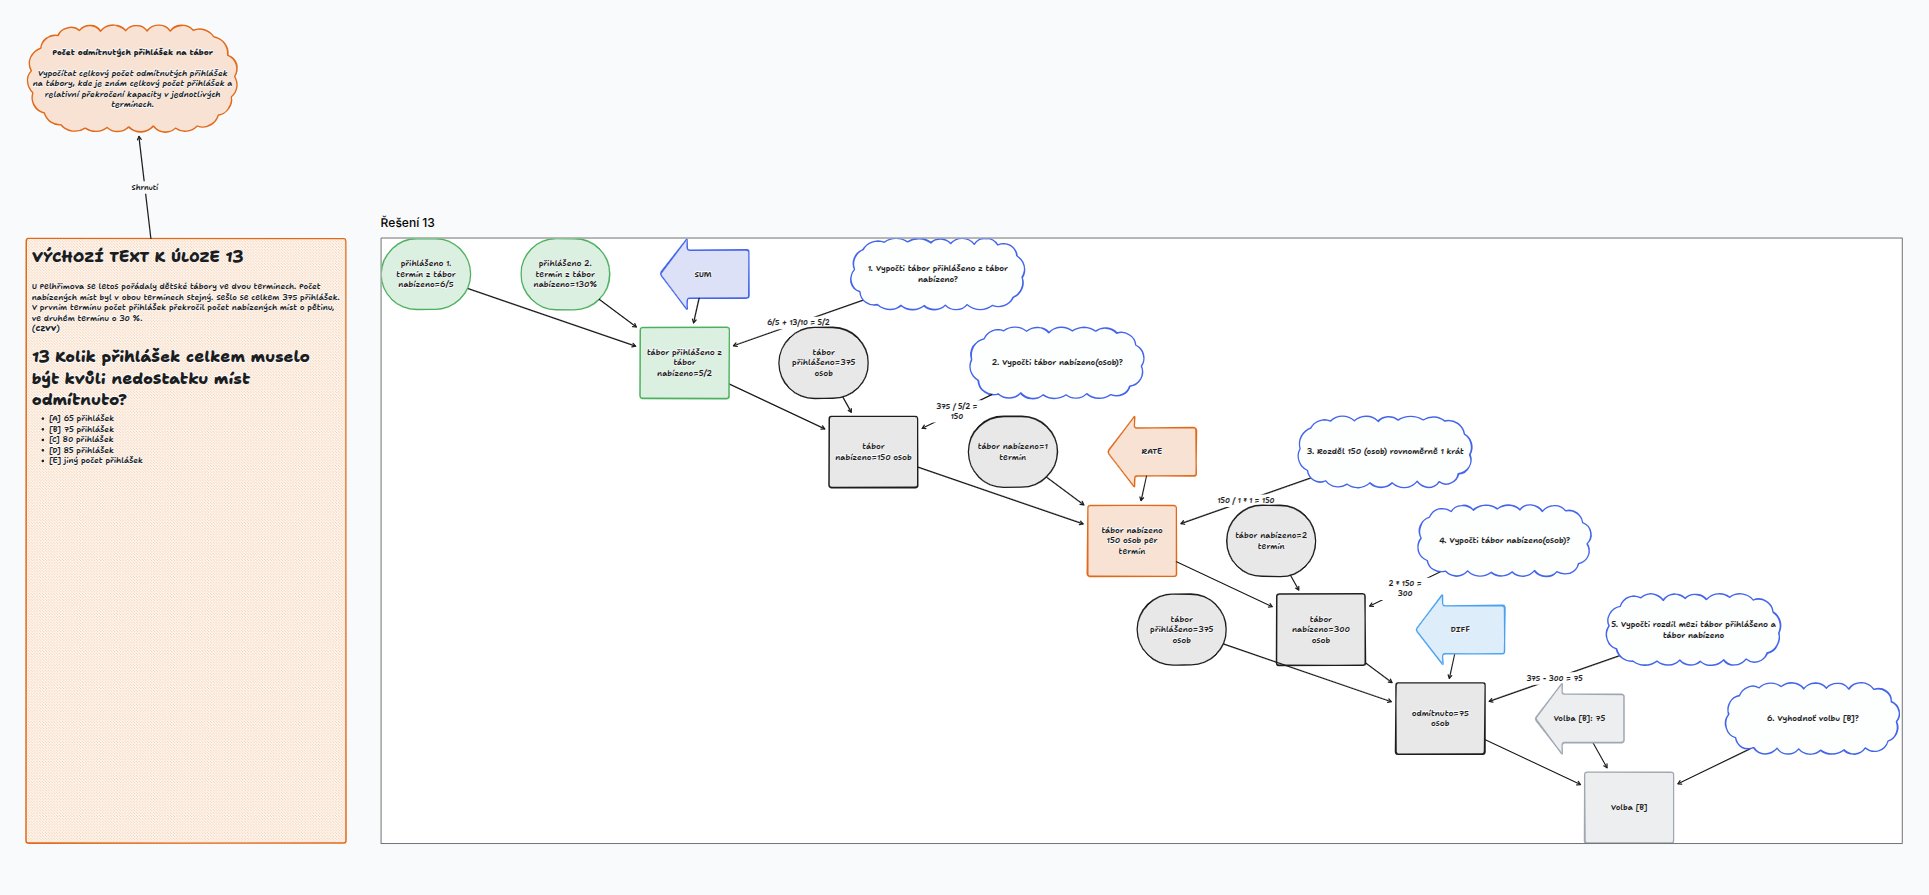 Počet odmítnutých přihlášek na tábor
Vypočítat celkový počet odmítnutých přihlášek
na tábory, kde je znám celkový počet přihlášek a
relativní překročení kapacity v jednotlivých
termínech.
Shrnutí
VÝCHOZÍ TEXT K ÚLOZE 13
U Pelhřimova se letos pořádaly dětské tábory ve dvou termínech. Počet
nabízených míst byl v obou termínech stejný. Sešlo se celkem 375 přihlášek.
V prvním termínu počet přihlášek překročil počet nabízených míst o pětinu,
ve druhém termínu o 30 %.
(CZVV)
13 Kolik přihlášek celkem muselo
být kvůli nedostatku míst
odmítnuto?
• [A] 65 přihlášek
• [B] 75 přihlášek
• [C] 80 přihlášek
• [D] 85 přihlášek
• [E] jiný počet přihlášek
Řešení 13
přihlášeno 1.
termín z tábor
nabízeno=6/5
přihlášeno 2.
termín z tábor
nabízeno=130%
SUM
1. Vypočti tábor přihlášeno z tábor
nabízeno?
6/5 + 13/10 = 5/2
tábor přihlášeno z
tábor
nabízeno=5/2
tábor
přihlášeno=375
osob
2. Vypočti tábor nabízeno(osob)?
375 / 5/2 =
150
tábor
nabízeno=150 osob
tábor nabízeno=1
termín
RATE
3. Rozděl 150 (osob) rovnoměrně 1 krát
150 / 1 * 1 = 150
tábor nabízeno
150 osob per
termín
tábor nabízeno=2
termín
4. Vypočti tábor nabízeno(osob)?
2 * 150 =
300
tábor
přihlášeno=375
osob
tábor
nabízeno=300
osob
DIFF
5. Vypočti rozdíl mezi tábor přihlášeno a
tábor nabízeno
375 - 300 = 75
odmítnuto=75
osob
Volba [B]: 75
6. Vyhodnoť volbu [B]?
Volba [B]